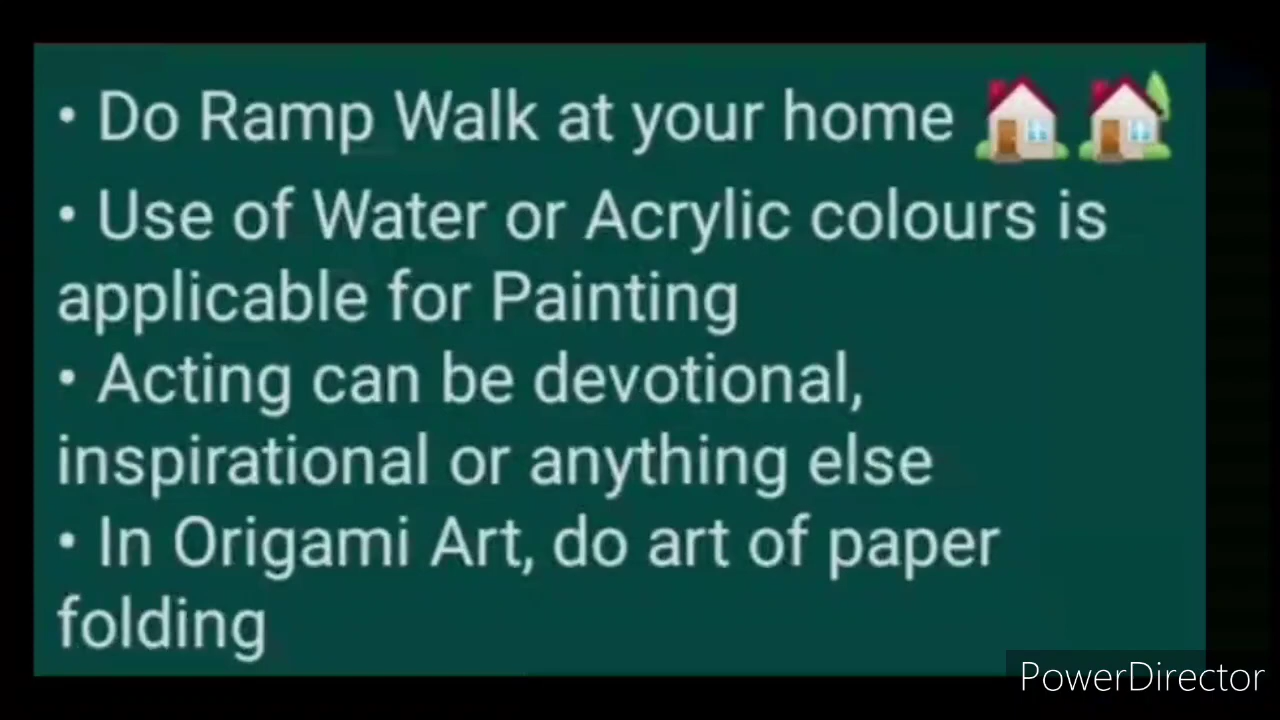 • Do Ramp Walk at your home 🏠🏡
• Use of Water or Acrylic colours is
applicable for Painting
• Acting can be devotional,
inspirational or anything else
• In Origami Art, do art of paper
folding
PowerDirector